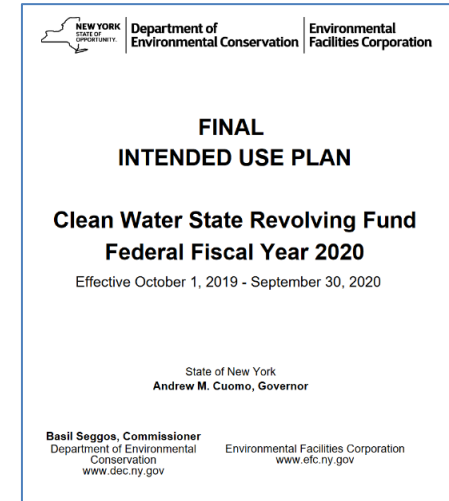 NEW YORK
STATE OF
OPPORTUNITY.
Department of
Environmental Conservation
Environmental
Facilities Corporation
FINAL
INTENDED USE PLAN
Clean Water State Revolving Fund
Federal Fiscal Year 2020
Effective October 1, 2019 - September 30, 2020
State of New York
Andrew M. Cuomo, Governor
Basil Seggos, Commissioner
Department of Environmental
Conservation
www.dec.ny.gov
Environmental Facilities Corporation
www.efc.ny.gov